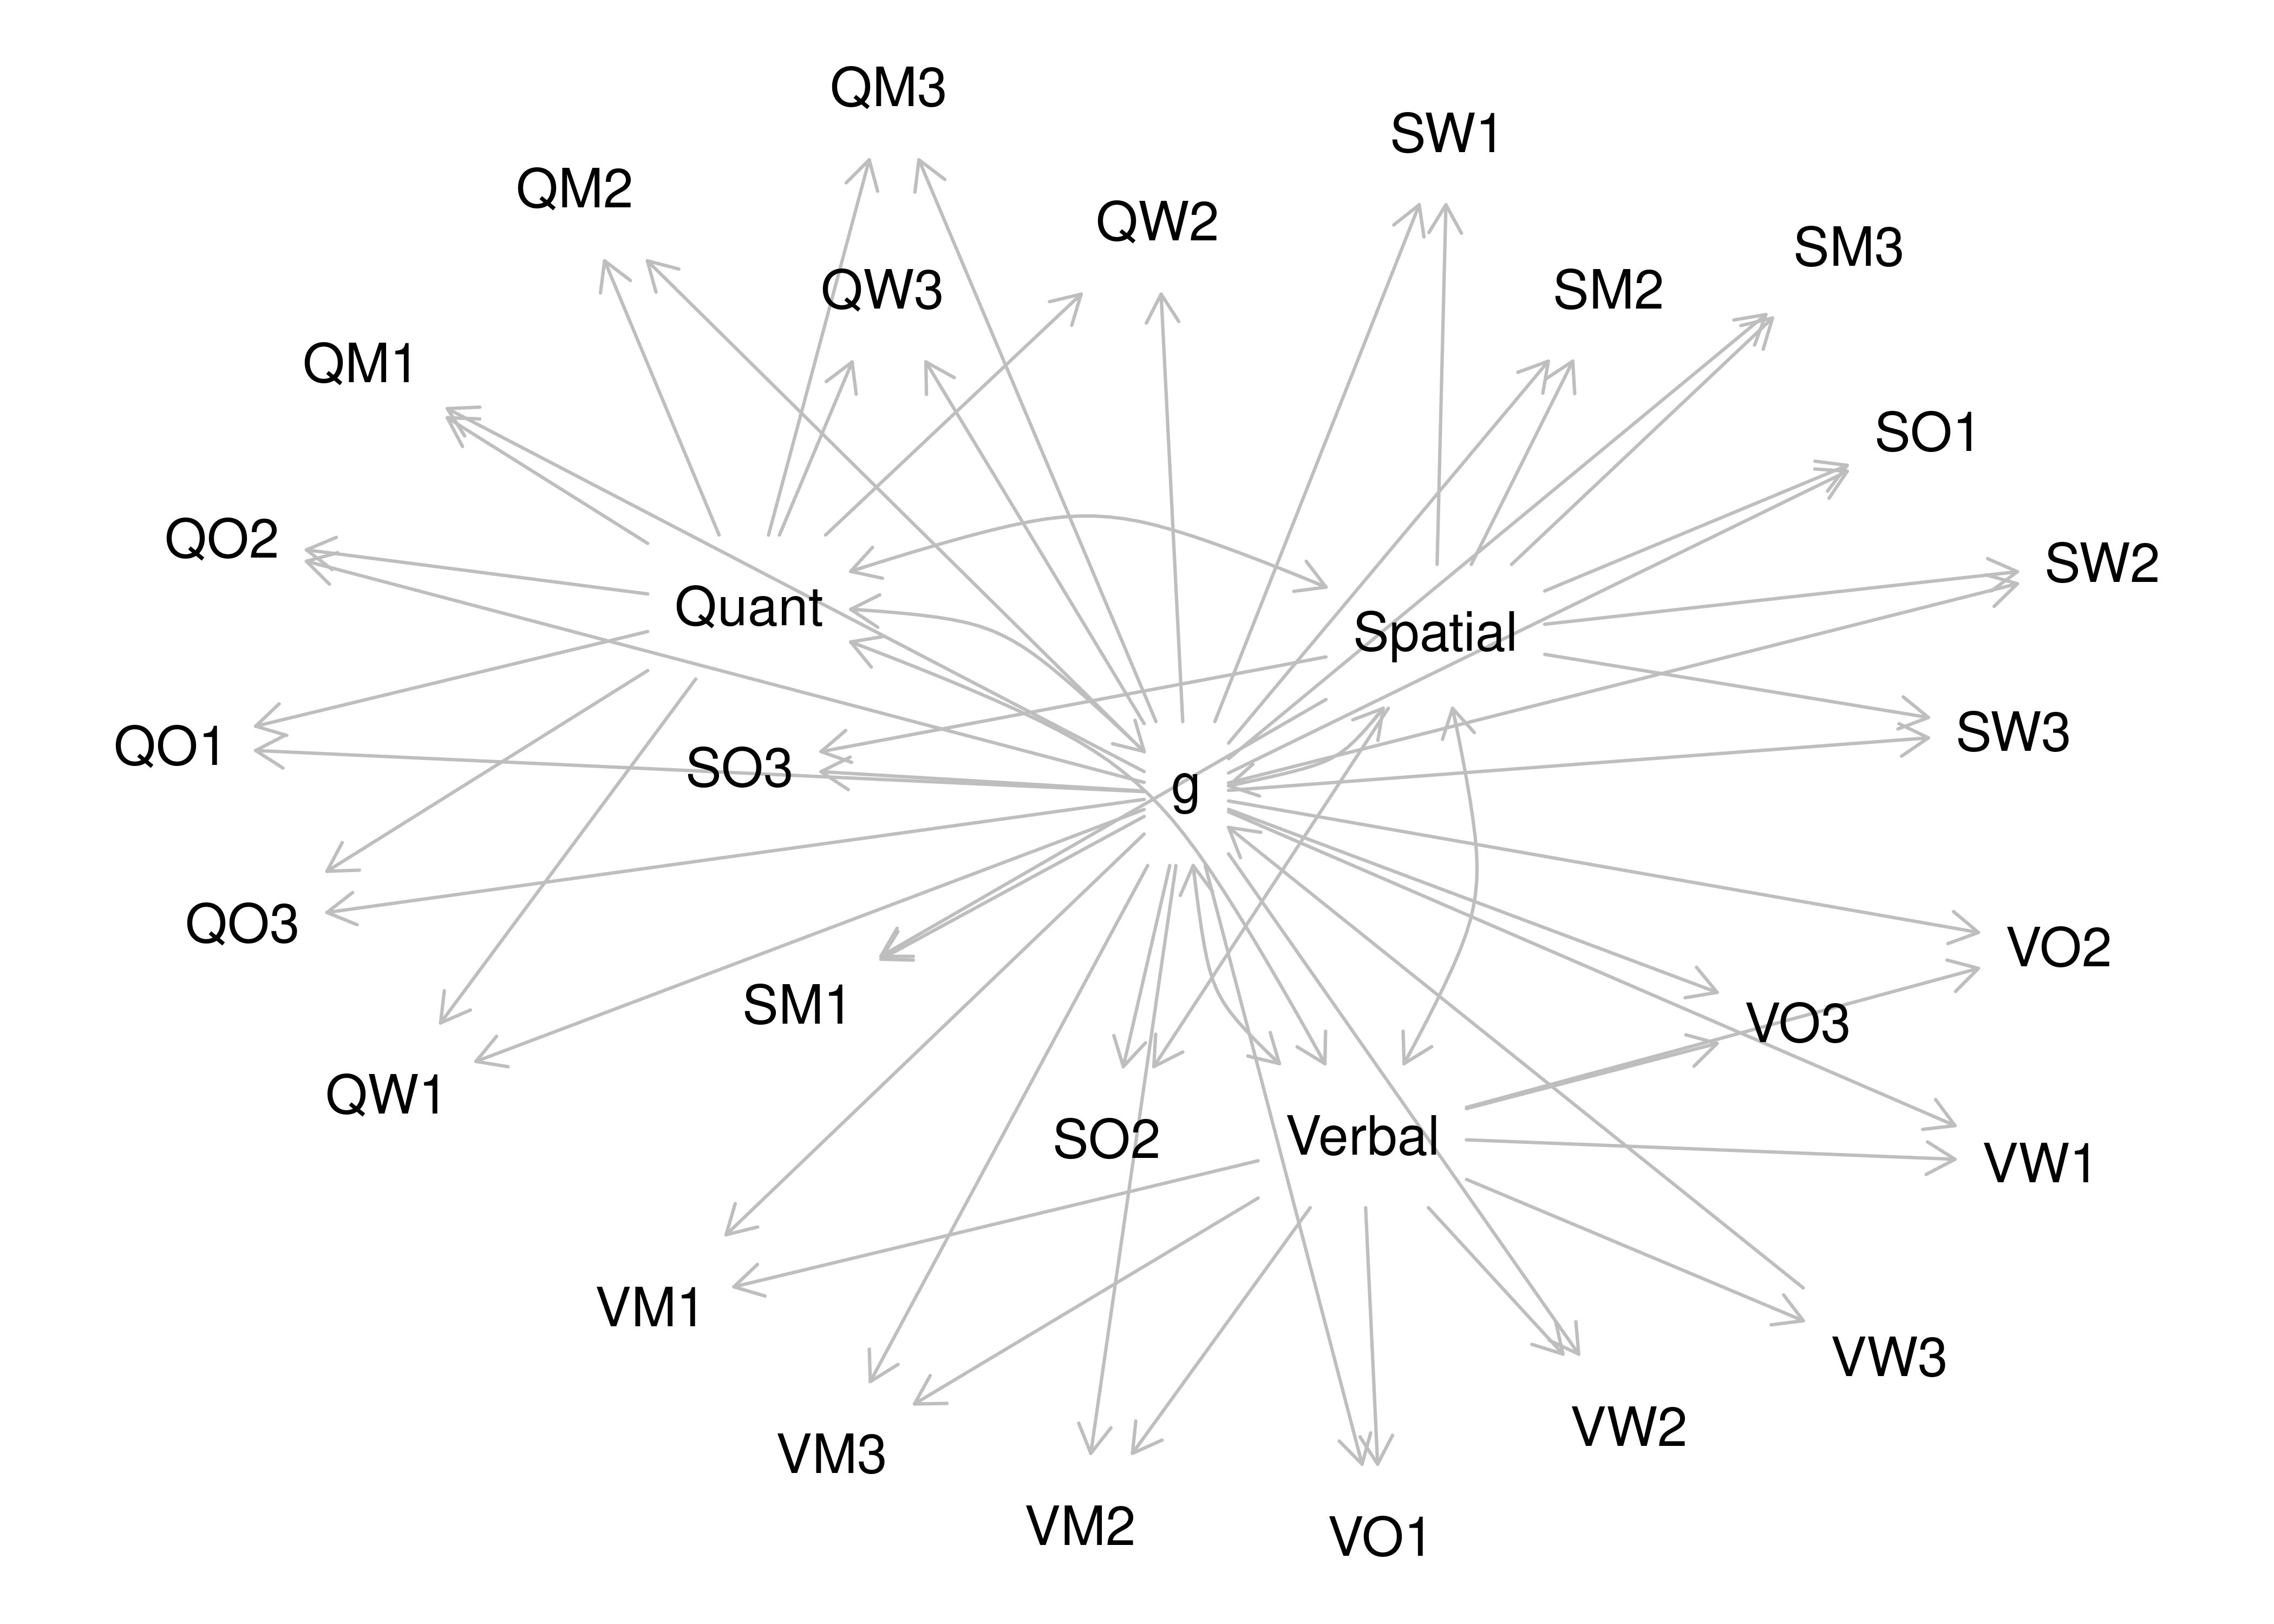 QM3
SW1
QM2
QW2
SM3
QW3
SM2
QM1
SO1
QO2
SW2
Quant
Spatial
QO1
SO3
SW3
g
QO3
VO2
SM1
VO3
QW1
SO2
Verbal
VW1
VM1
VW3
VM3
VW2
VM2
VO1